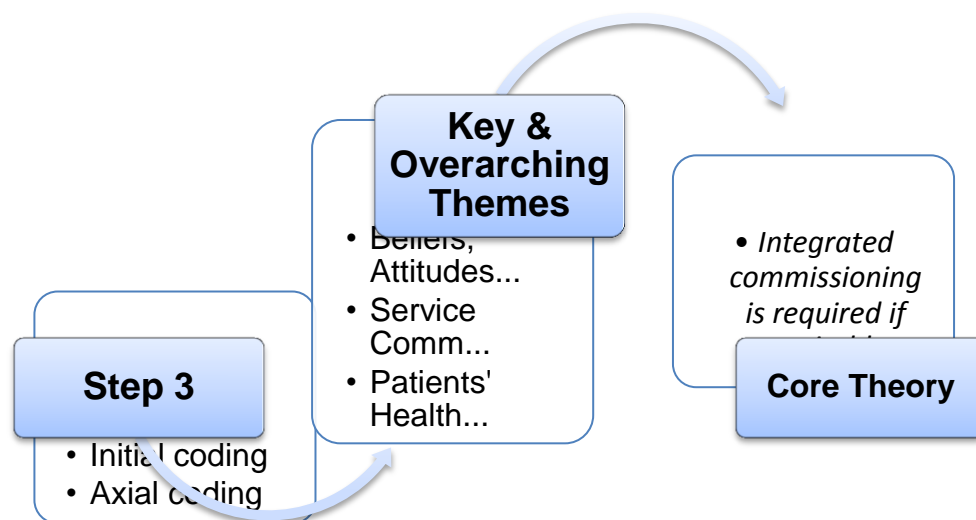 Step 3
• Initial coding
• Axial coding
Key &
Overarching
Themes
• Beliefs,
Attitudes...
• Service
Comm...
• Patients'
Health...
• Integrated
commissioning
is required if
Core Theory